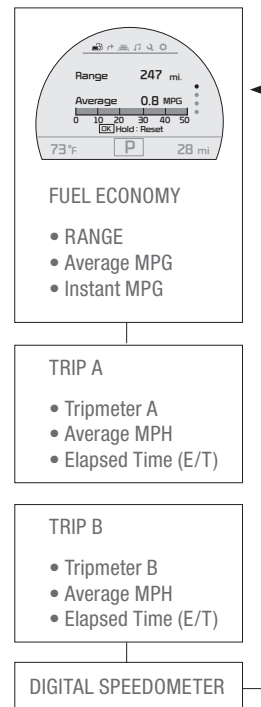 Range 247 mi.
Average 0.8 MPG
0 10 20 30 40 50
OK Hold : Reset
73°F P 28 mi
FUEL ECONOMY
• RANGE
• Average MPG
• Instant MPG
TRIP A
• Tripmeter A
• Average MPH
• Elapsed Time (E/T)
TRIP B
• Tripmeter B
• Average MPH
• Elapsed Time (E/T)
DIGITAL SPEEDOMETER